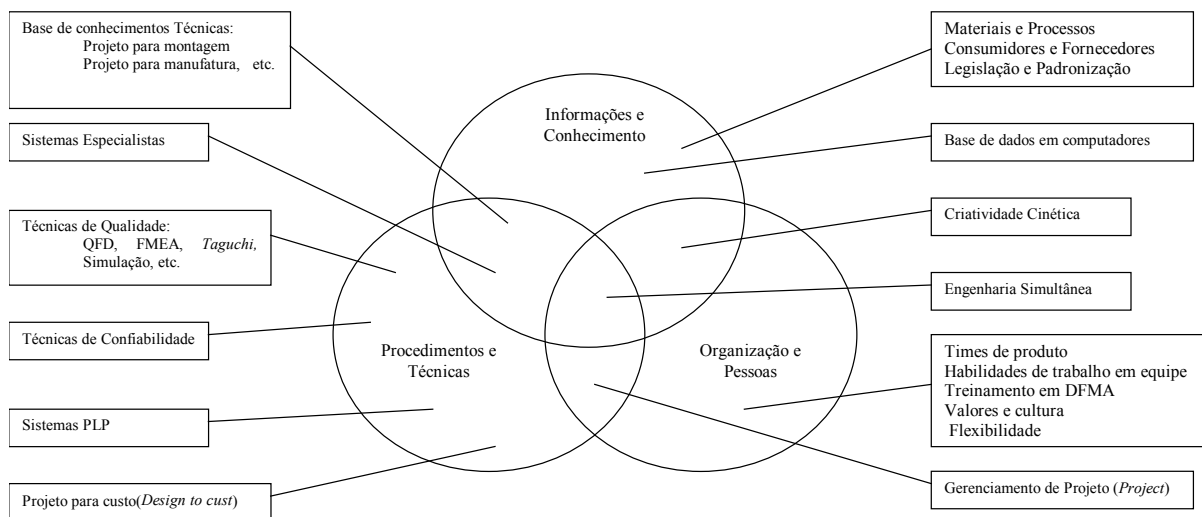 Base de conhecimentos Técnicas:
Projeto para montagem
Projeto para manufatura, etc.
Sistemas Especialistas
Técnicas de Qualidade:
QFD, FMEA, Taguchi,
Simulação, etc.
Técnicas de Confiabilidade
Sistemas PLP
Projeto para custo(Design to cust)
Informações e
Conhecimento
Procedimentos e
Técnicas
Organização e
Pessoas
Materiais e Processos
Consumidores e Fornecedores
Legislação e Padronização
Base de dados em computadores
Criatividade Cinética
Engenharia Simultânea
Times de produto
Habilidades de trabalho em equipe
Treinamento em DFMA
Valores e cultura
Flexibilidade
Gerenciamento de Projeto (Project)